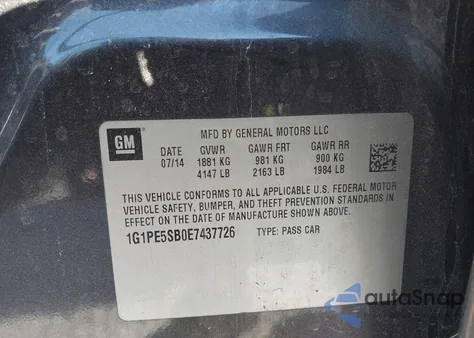 GM
MFD BY GENERAL MOTORS LLC
DATE GVWR GAWR FRT GAWR RR
07/14 1881 KG 981 KG 900 KG
4147 LB 2163 LB 1984 LB
THIS VEHICLE CONFORMS TO ALL APPLICABLE U.S. FEDERAL MOTOR
VEHICLE SAFETY, BUMPER, AND THEFT PREVENTION STANDARDS IN
EFFECT ON THE DATE OF MANUFACTURE SHOWN ABOVE.
1G1PE5SB0E7437726 TYPE: PASS CAR
autoSnap